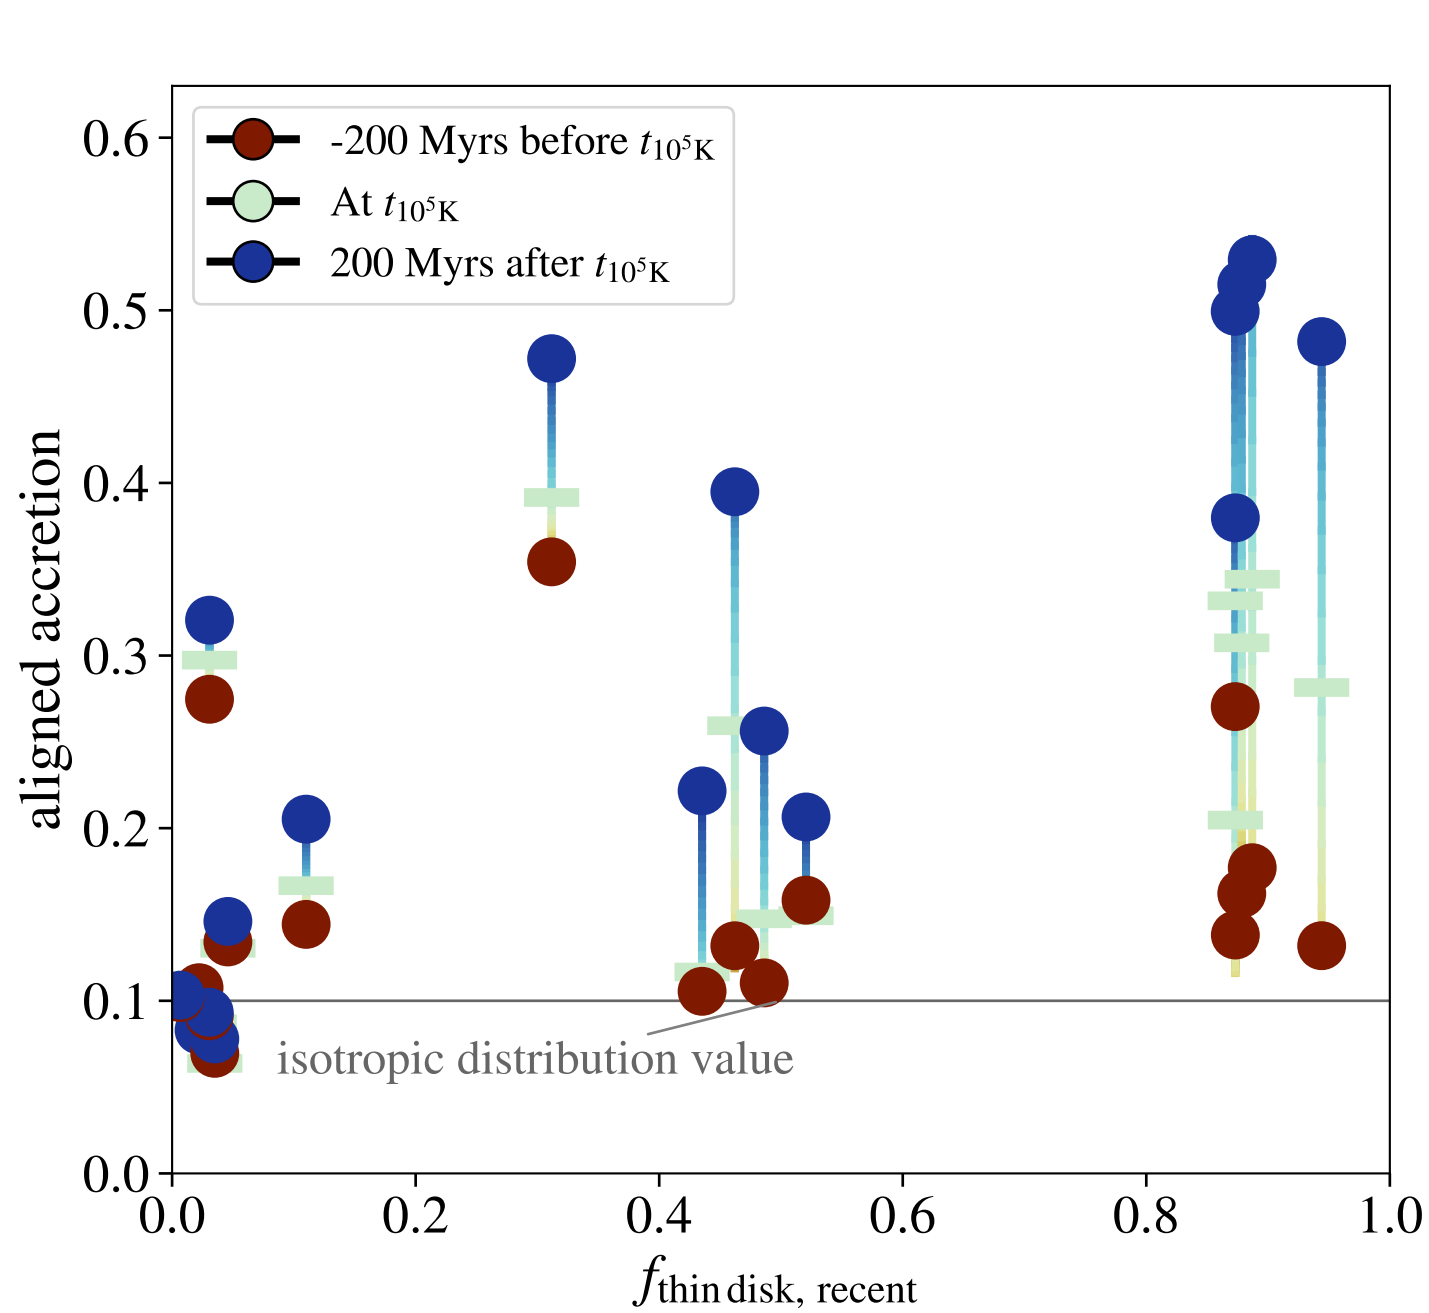 -200 Myrs before t₁₀⁵K
At t₁₀⁵K
200 Myrs after t₁₀⁵K
0.6
0.5
0.4
0.3
0.2
0.1
0.0
aligned accretion
isotropic distribution value
0.0 0.2 0.4 0.6 0.8 1.0
f thin disk, recent